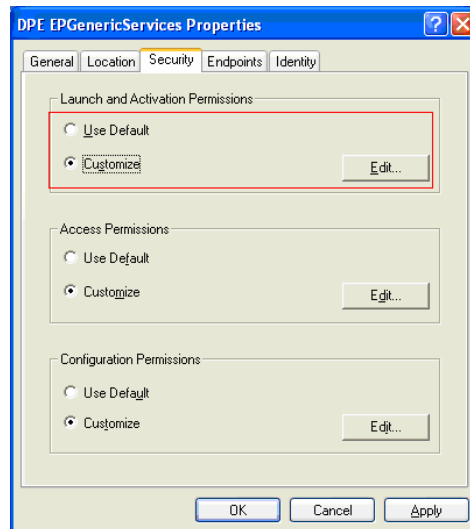 DPE EPGenericServices Properties
General Location Security Endpoints Identity
Launch and Activation Permissions
Use Default
Customize
Edit...
Access Permissions
Use Default
Customize
Edit...
Configuration Permissions
Use Default
Customize
Edit...
OK Cancel Apply